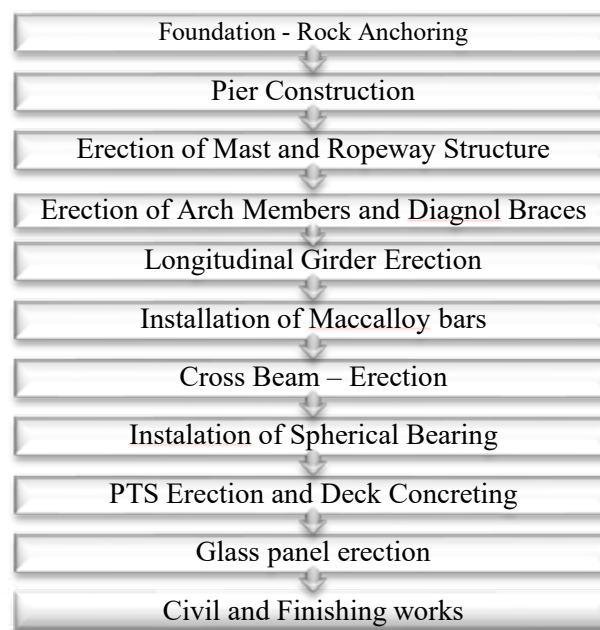 Foundation - Rock Anchoring
Pier Construction
Erection of Mast and Ropeway Structure
Erection of Arch Members and Diagnol Braces
Longitudinal Girder Erection
Installation of Maccalloy bars
Cross Beam – Erection
Instalation of Spherical Bearing
PTS Erection and Deck Concreting
Glass panel erection
Civil and Finishing works